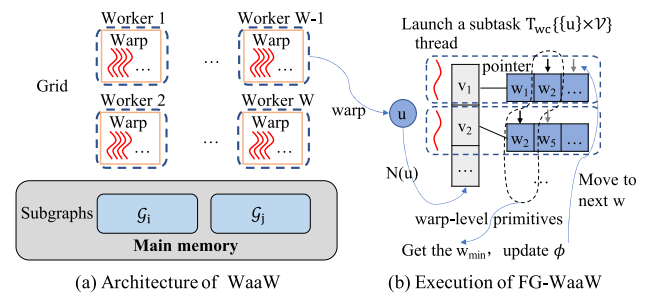 Worker 1
Worker W-1
Warp
...
...
Warp
...
Grid
Worker 2
Worker W
Warp
...
...
Warp
...
warp
Subgraphs
𝒢i
𝒢j
Main memory
(a) Architecture of WaaW
Launch a subtask Twc{{u}×𝒱}
thread
pointer
v1
w1
w2
...
u
v2
w2
w5
...
N(u)
...
...
Move to
next w
warp-level primitives
Get the wmin, update ϕ
(b) Execution of FG-WaaW